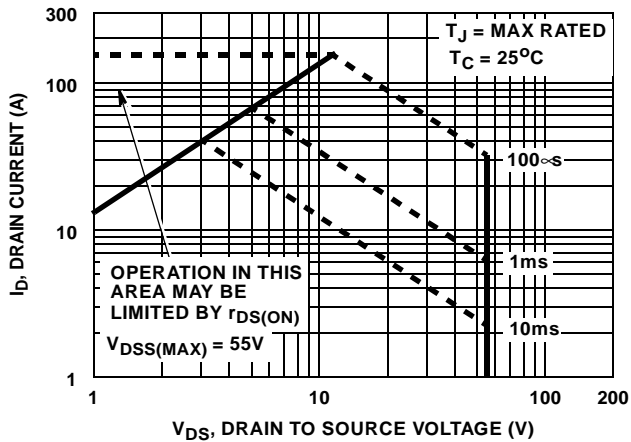 300
100
10
1
I_D, DRAIN CURRENT (A)
T_J = MAX RATED
T_C = 25°C
100∞s
1ms
10ms
OPERATION IN THIS
AREA MAY BE
LIMITED BY r_DS(ON)
V_DSS(MAX) = 55V
1 10 100 200
V_DS, DRAIN TO SOURCE VOLTAGE (V)